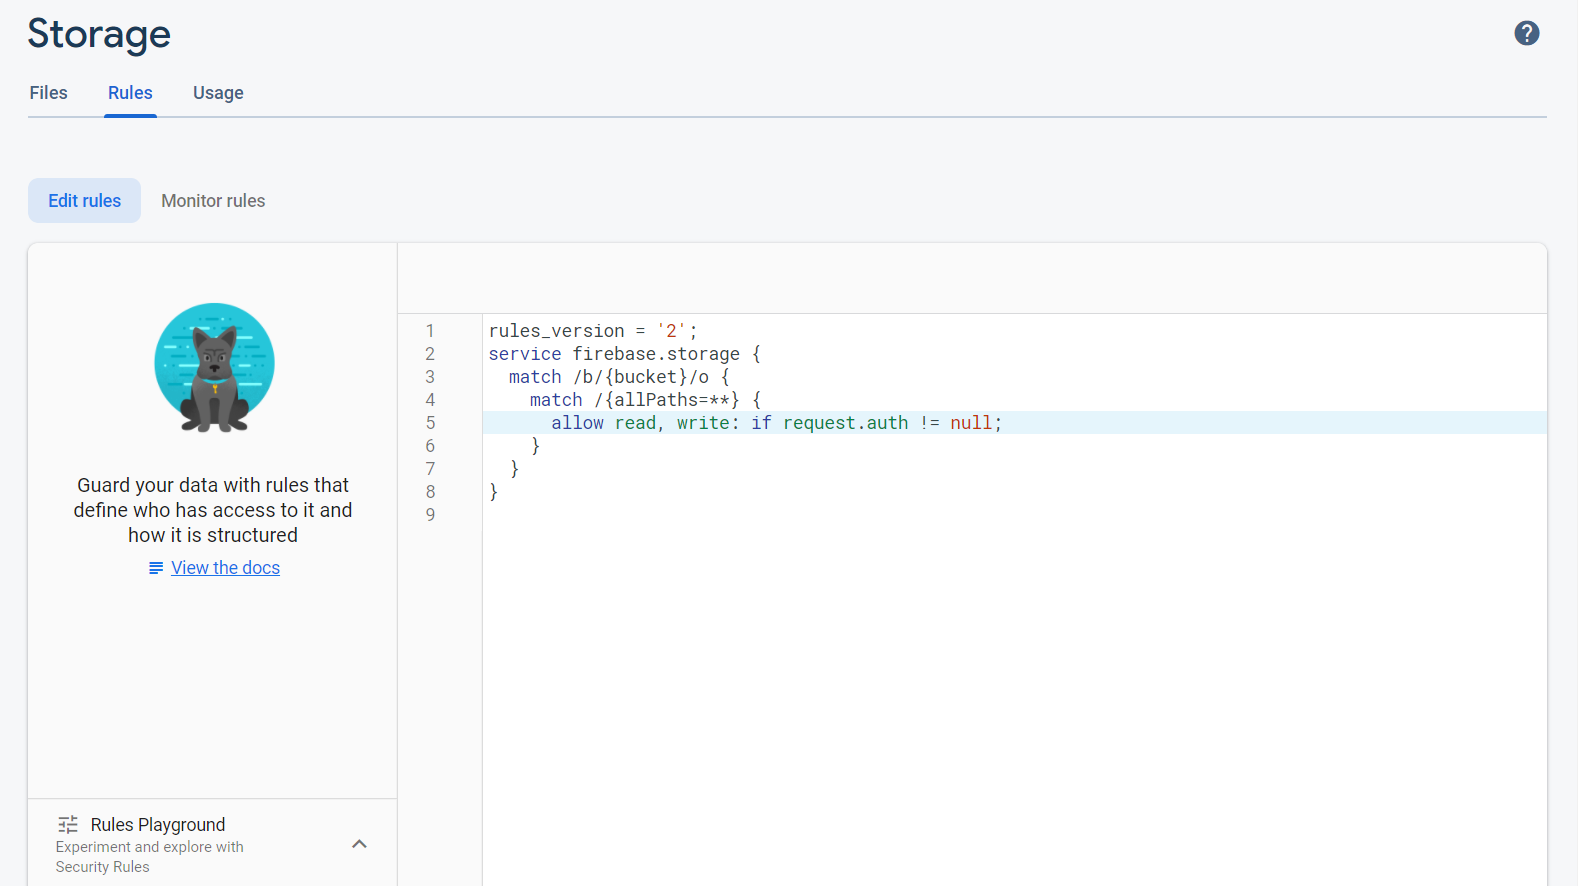 Storage
?
Files Rules Usage
Edit rules Monitor rules
Guard your data with rules that
define who has access to it and
how it is structured
View the docs
1 rules_version = '2';
2 service firebase.storage {
3   match /b/{bucket}/o {
4     match /{allPaths=**} {
5       allow read, write: if request.auth != null;
6     }
7   }
8 }
9
Rules Playground
Experiment and explore with
Security Rules